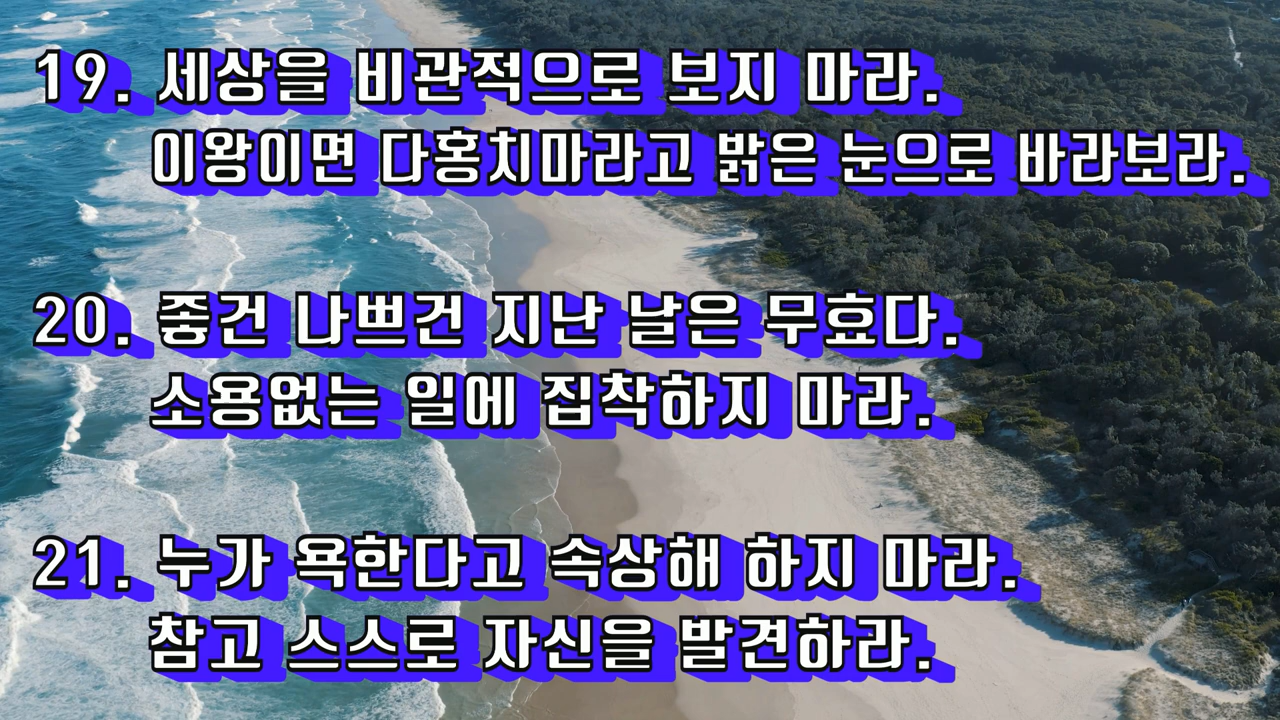 19. 세상을 비관적으로 보지 마라.
이왕이면 다홍치마라고 밝은 눈으로 바라보라.
20. 좋건 나쁘건 지난 날은 무효다.
소용없는 일에 집착하지 마라.
21. 누가 욕한다고 속상해 하지 마라.
참고 스스로 자신을 발견하라.